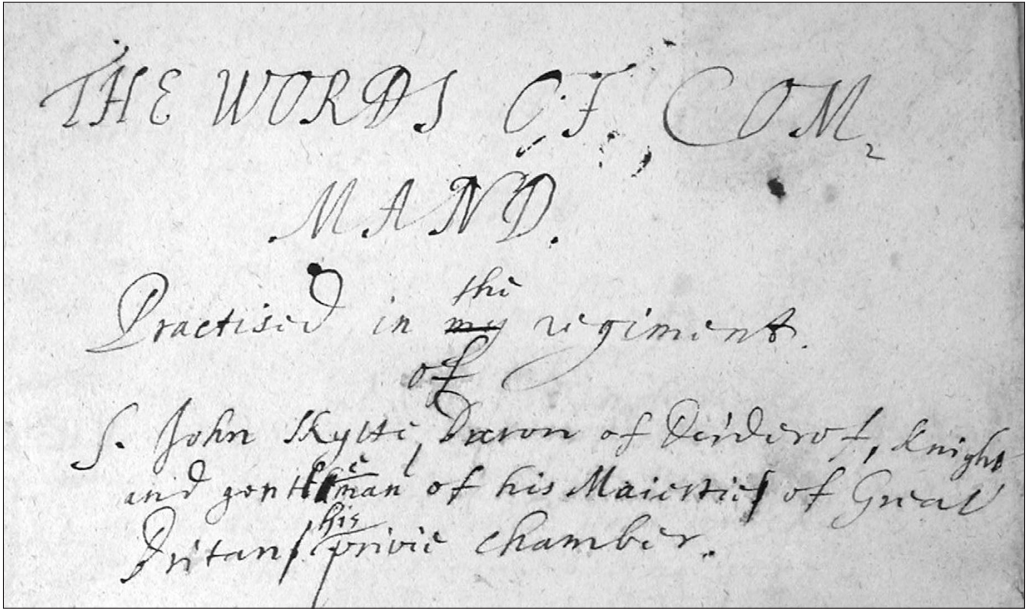 THE WORDS OF COM,
MAND.
Practised in the my regiment.
of
S. John Skytte, Baron of Deiderof, Knight
and gentleman of his Maiesties of Great
Britans his privie chamber.